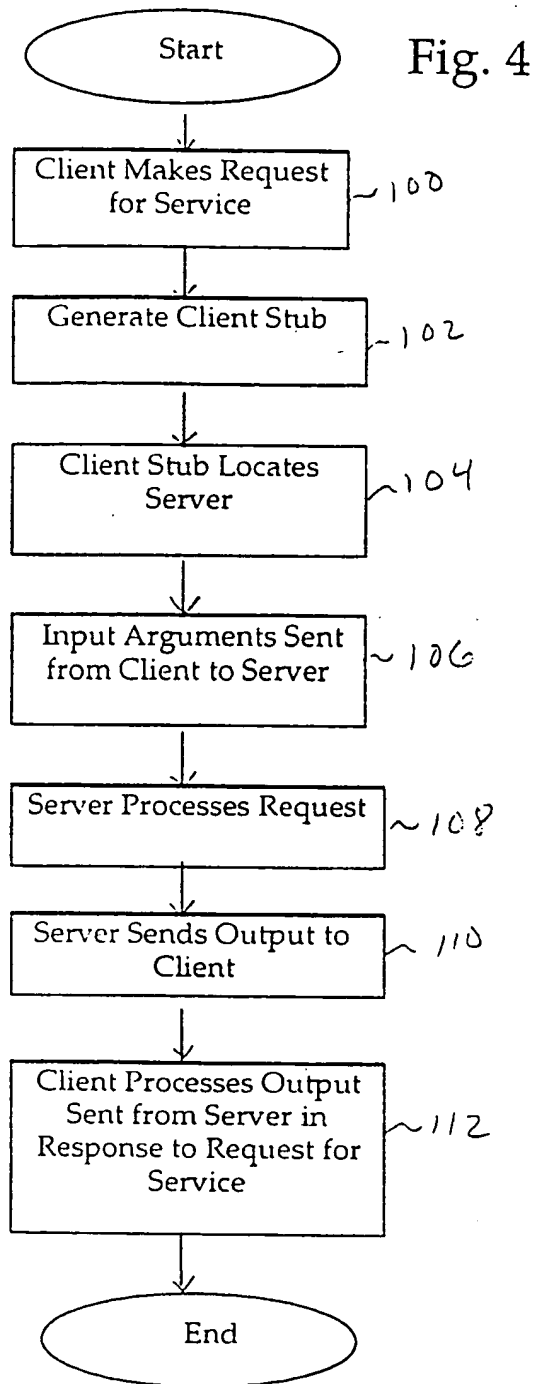 Start
Fig. 4
Client Makes Request
for Service
100
Generate Client Stub
102
Client Stub Locates
Server
104
Input Arguments Sent
from Client to Server
106
Server Processes Request
108
Server Sends Output to
Client
110
Client Processes Output
Sent from Server in
Response to Request for
Service
112
End